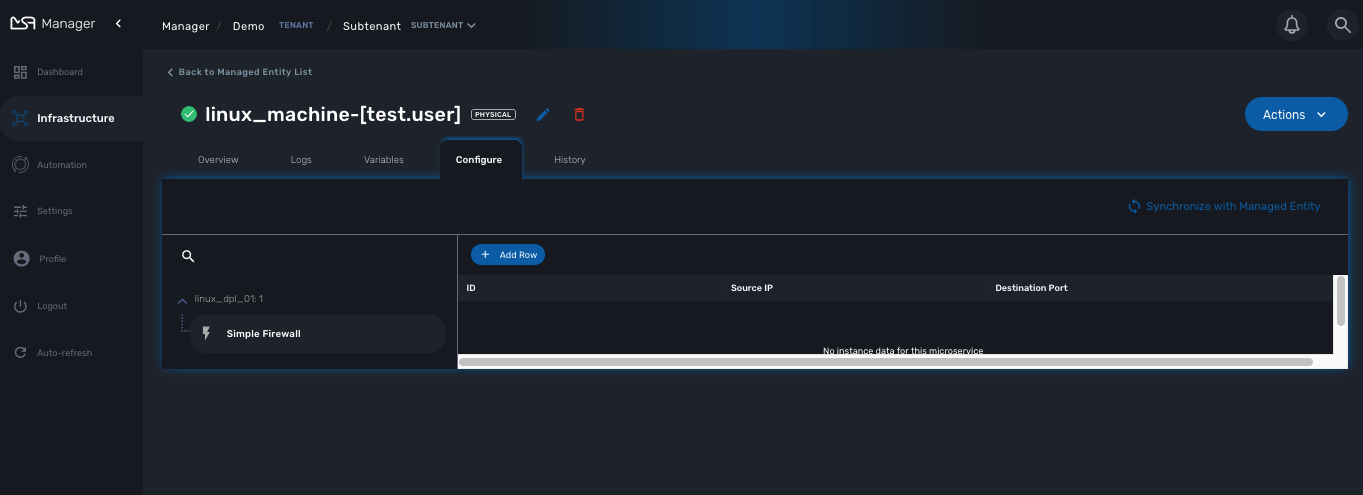 MSA Manager
Manager / Demo TENANT / Subtenant SUBTENANT
Dashboard
Infrastructure
Automation
Settings
Profile
Logout
Auto-refresh
Back to Managed Entity List
linux_machine-[test.user] PHYSICAL
Actions
Overview Logs Variables Configure History
Synchronize with Managed Entity
linux_dpl_01: 1
Simple Firewall
+ Add Row
ID Source IP Destination Port
No instance data for this microservice